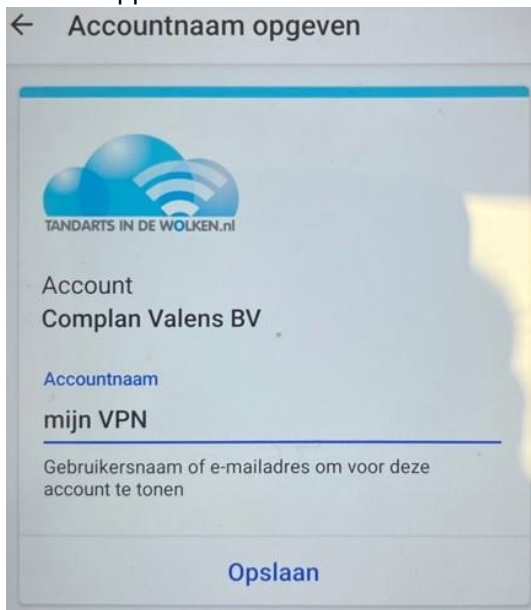 ← Accountnaam opgeven
TANDARTS IN DE WOLKEN.nl
Account
Complan Valens BV
Accountnaam
mijn VPN
Gebruikersnaam of e-mailadres om voor deze
account te tonen
Opslaan